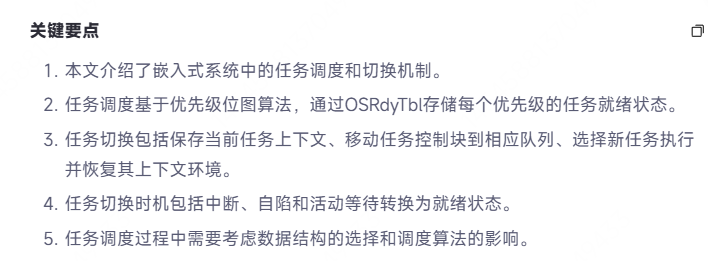 关键要点
1. 本文介绍了嵌入式系统中的任务调度和切换机制。
2. 任务调度基于优先级位图算法，通过OSRdyTbl存储每个优先级的任务就绪状态。
3. 任务切换包括保存当前任务上下文、移动任务控制块到相应队列、选择新任务执行
并恢复其上下文环境。
4. 任务切换时机包括中断、自陷和活动等待转换为就绪状态。
5. 任务调度过程中需要考虑数据结构的选择和调度算法的影响。